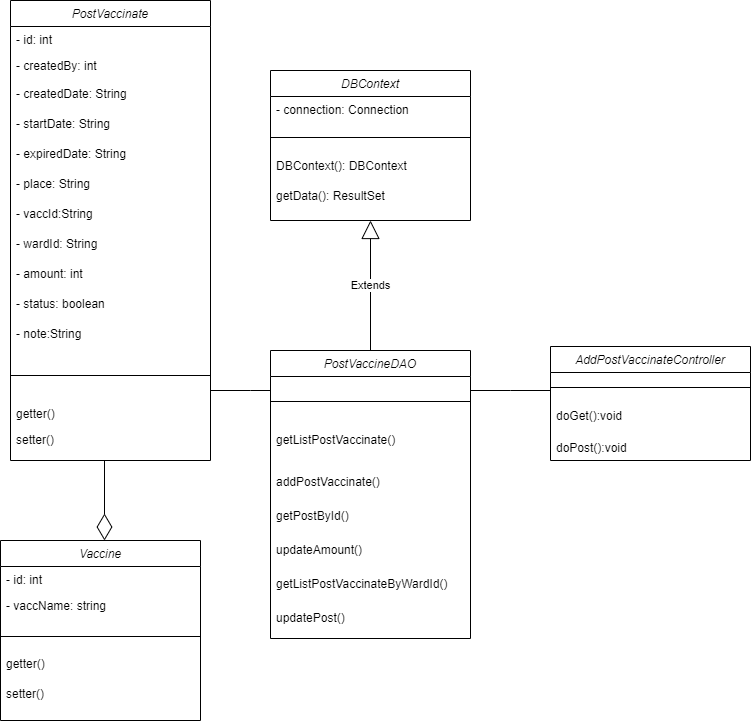 PostVaccinate
- id: int
- createdBy: int
- createdDate: String
- startDate: String
- expiredDate: String
- place: String
- vaccId:String
- wardId: String
- amount: int
- status: boolean
- note:String
getter()
setter()
DBContext
- connection: Connection
DBContext(): DBContext
getData(): ResultSet
Extends
PostVaccineDAO
getListPostVaccinate()
addPostVaccinate()
getPostById()
updateAmount()
getListPostVaccinateByWardId()
updatePost()
AddPostVaccinateController
doGet():void
doPost():void
Vaccine
- id: int
- vaccName: string
getter()
setter()